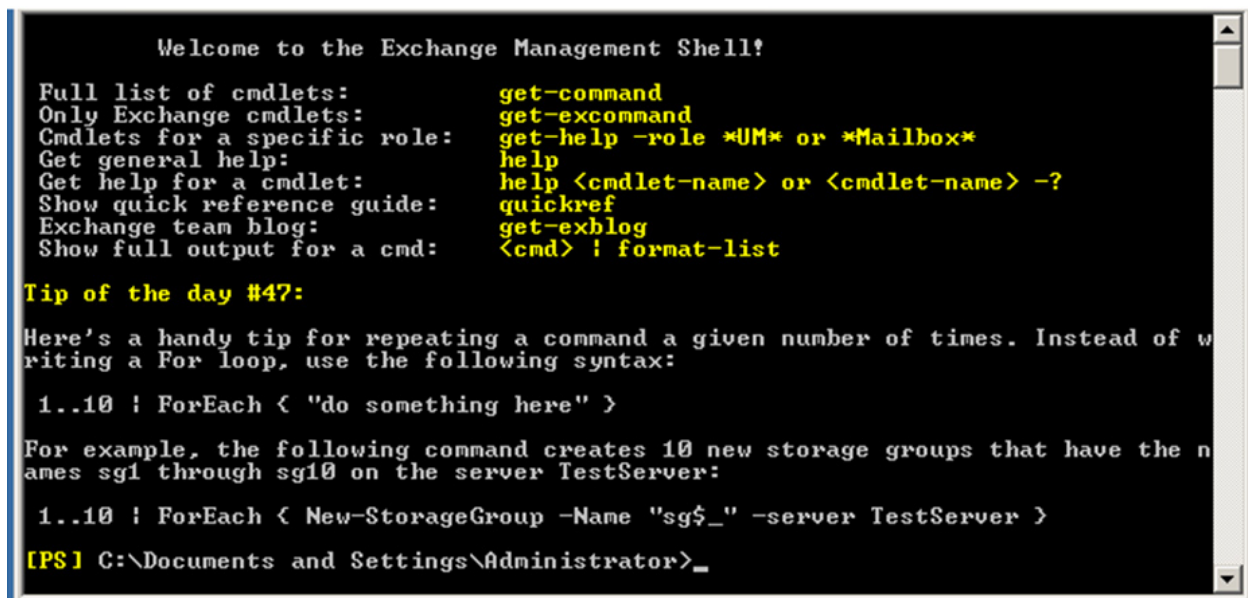 Welcome to the Exchange Management Shell!
Full list of cmdlets: get-command
Only Exchange cmdlets: get-excommand
Cmdlets for a specific role: get-help -role *UM* or *Mailbox*
Get general help: help
Get help for a cmdlet: help <cmdlet-name> or <cmdlet-name> -?
Show quick reference guide: quickref
Exchange team blog: get-exblog
Show full output for a cmd: <cmd> | format-list
Tip of the day #47:
Here's a handy tip for repeating a command a given number of times. Instead of w
riting a For loop, use the following syntax:
1..10 | ForEach { "do something here" }
For example, the following command creates 10 new storage groups that have the n
ames sg1 through sg10 on the server TestServer:
1..10 | ForEach { New-StorageGroup -Name "sg$_" -server TestServer }
[PS] C:\Documents and Settings\Administrator>_